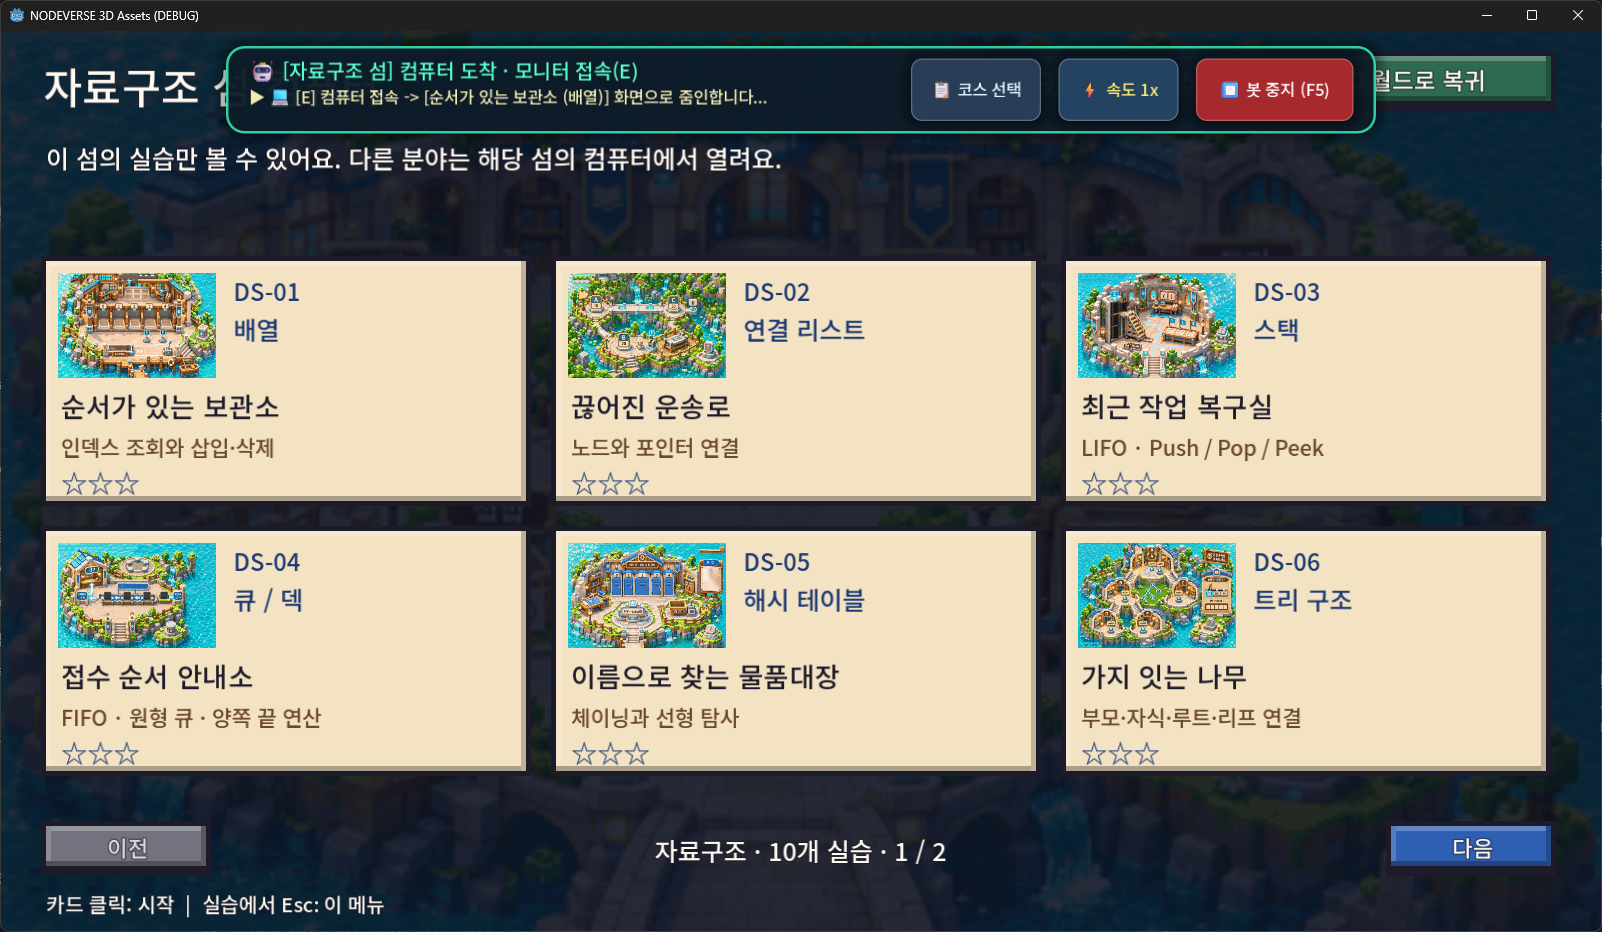 NODEVERSE 3D Assets (DEBUG)
자료구조
[자료구조 섬] 컴퓨터 도착 · 모니터 접속(E)
▶ [E] 컴퓨터 접속 -> [순서가 있는 보관소 (배열)] 화면으로 줌인합니다...
코스 선택
속도 1x
봇 중지 (F5)
월드로 복귀
이 섬의 실습만 볼 수 있어요. 다른 분야는 해당 섬의 컴퓨터에서 열려요.
DS-01
배열
순서가 있는 보관소
인덱스 조회와 삽입·삭제
☆☆☆
DS-02
연결 리스트
끊어진 운송로
노드와 포인터 연결
☆☆☆
DS-03
스택
최근 작업 복구실
LIFO · Push / Pop / Peek
☆☆☆
DS-04
큐 / 덱
접수 순서 안내소
FIFO · 원형 큐 · 양쪽 끝 연산
☆☆☆
DS-05
해시 테이블
이름으로 찾는 물품대장
체이닝과 선형 탐사
☆☆☆
DS-06
트리 구조
가지 잇는 나무
부모·자식·루트·리프 연결
☆☆☆
이전
자료구조 · 10개 실습 · 1 / 2
다음
카드 클릭: 시작 | 실습에서 Esc: 이 메뉴